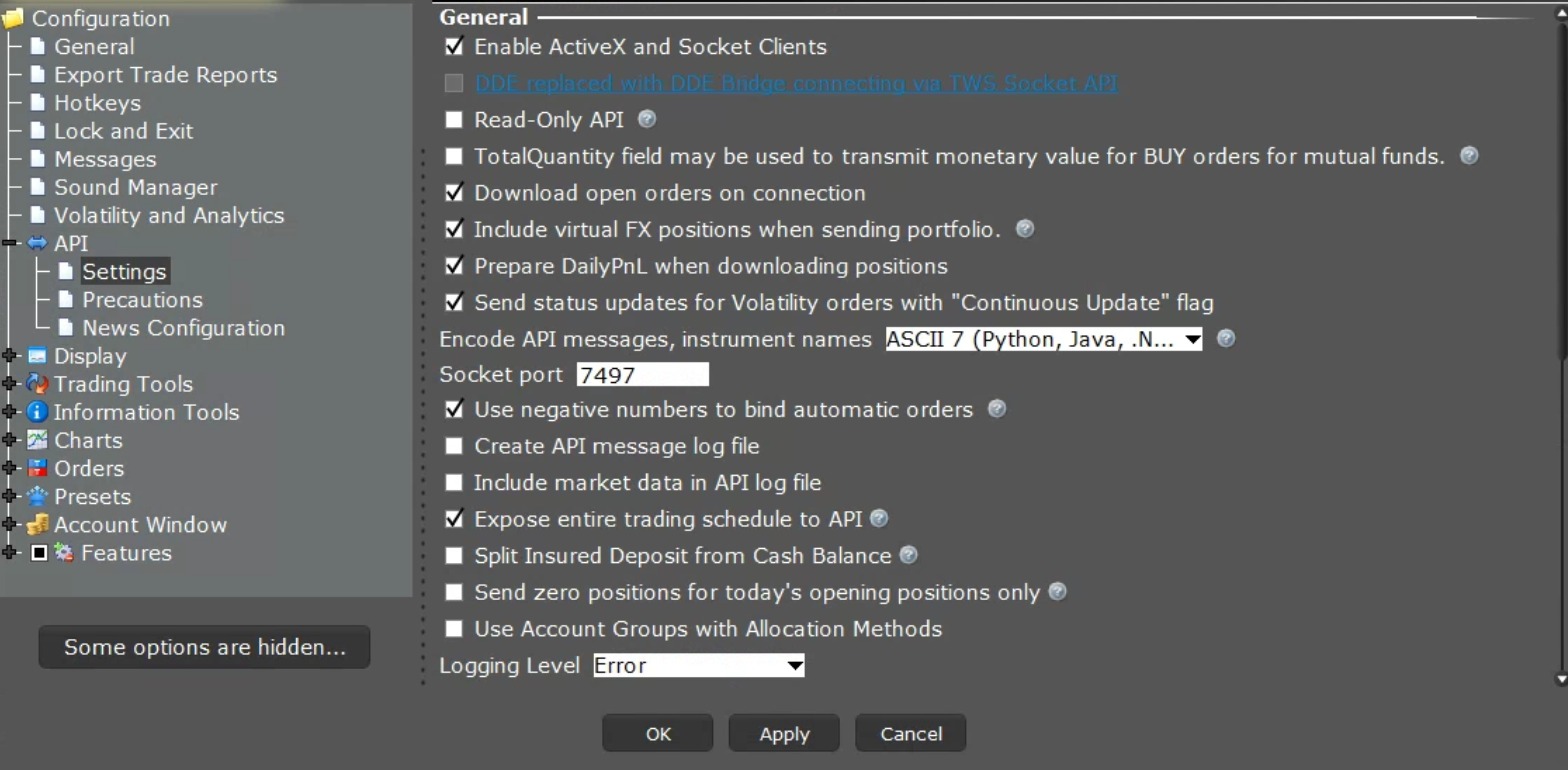 Configuration
General
Export Trade Reports
Hotkeys
Lock and Exit
Messages
Sound Manager
Volatility and Analytics
API
Settings
Precautions
News Configuration
Display
Trading Tools
Information Tools
Charts
Orders
Presets
Account Window
Features
Some options are hidden...
General
Enable ActiveX and Socket Clients
DDE replaced with DDE Bridge connecting via TWS Socket API
Read-Only API
TotalQuantity field may be used to transmit monetary value for BUY orders for mutual funds.
Download open orders on connection
Include virtual FX positions when sending portfolio.
Prepare DailyPnL when downloading positions
Send status updates for Volatility orders with "Continuous Update" flag
Encode API messages, instrument names ASCII 7 (Python, Java, .N...
Socket port 7497
Use negative numbers to bind automatic orders
Create API message log file
Include market data in API log file
Expose entire trading schedule to API
Split Insured Deposit from Cash Balance
Send zero positions for today's opening positions only
Use Account Groups with Allocation Methods
Logging Level Error
OK Apply Cancel